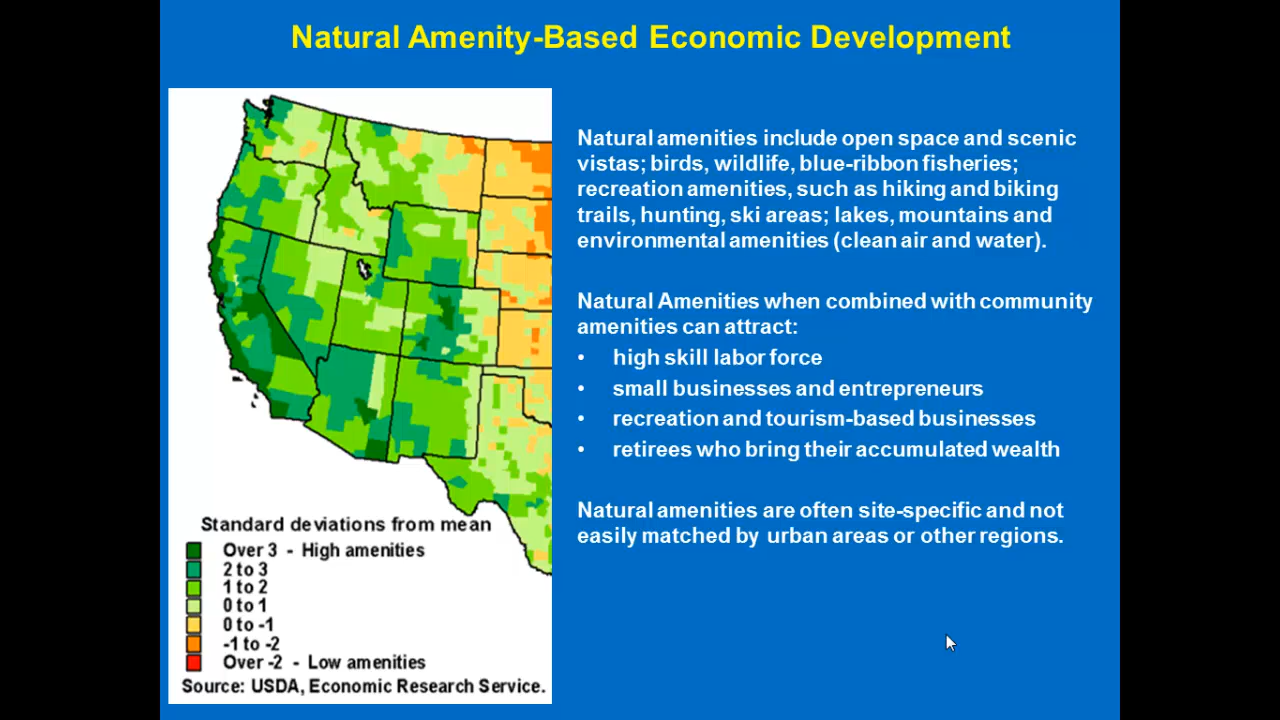 Natural Amenity-Based Economic Development
Natural amenities include open space and scenic
vistas; birds, wildlife, blue-ribbon fisheries;
recreation amenities, such as hiking and biking
trails, hunting, ski areas; lakes, mountains and
environmental amenities (clean air and water).
Natural Amenities when combined with community
amenities can attract:
• high skill labor force
• small businesses and entrepreneurs
• recreation and tourism-based businesses
• retirees who bring their accumulated wealth
Natural amenities are often site-specific and not
easily matched by urban areas or other regions.
Standard deviations from mean
Over 3 - High amenities
2 to 3
1 to 2
0 to 1
0 to -1
-1 to -2
Over -2 - Low amenities
Source: USDA, Economic Research Service.